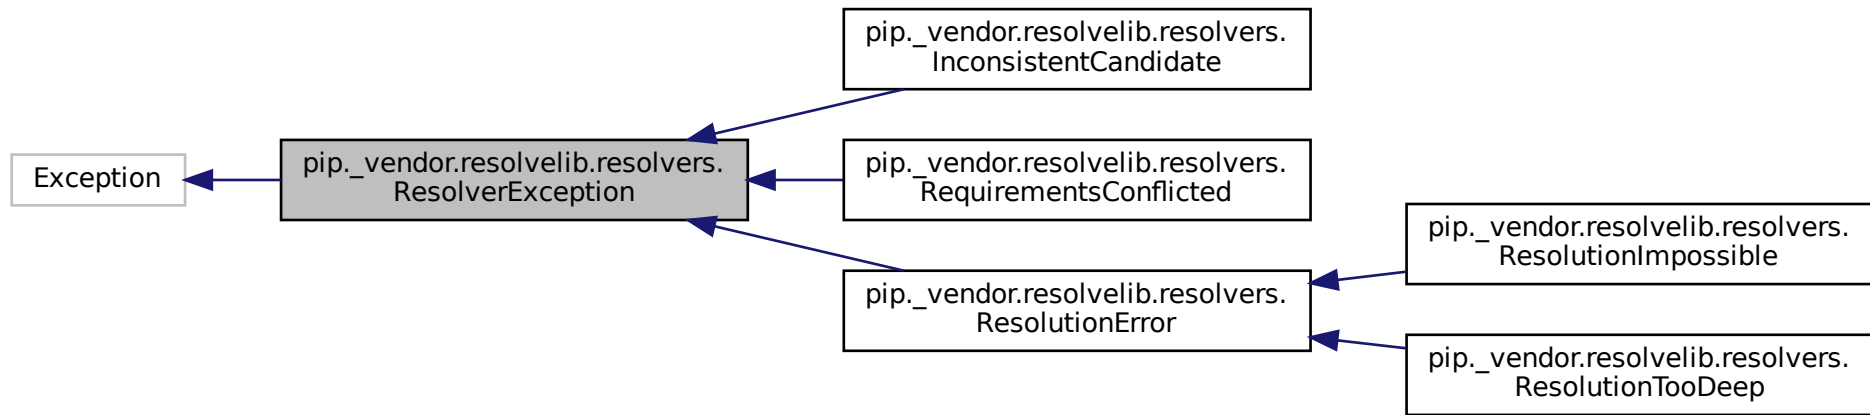 pip._vendor.resolvelib.resolvers.
InconsistentCandidate
Exception
pip._vendor.resolvelib.resolvers.
ResolverException
pip._vendor.resolvelib.resolvers.
RequirementsConflicted
pip._vendor.resolvelib.resolvers.
ResolutionError
pip._vendor.resolvelib.resolvers.
ResolutionImpossible
pip._vendor.resolvelib.resolvers.
ResolutionTooDeep